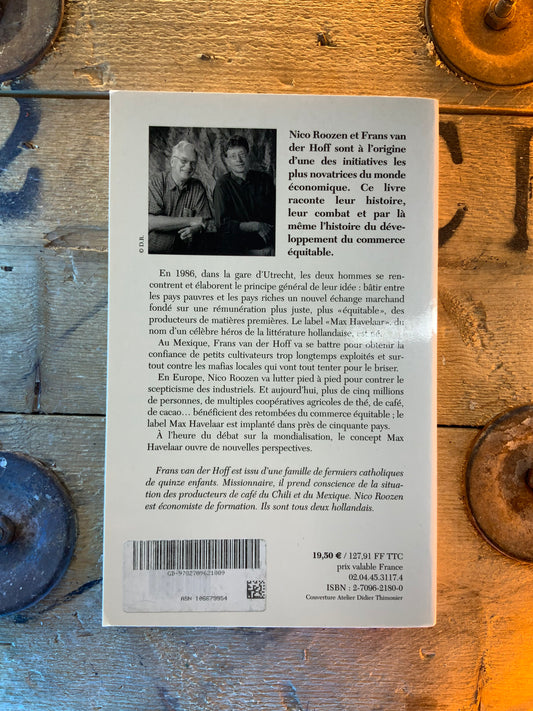 Nico Roozen et Frans van
der Hoff sont à l'origine
d'une des initiatives les
plus novatrices du monde
économique. Ce livre
raconte leur histoire,
leur combat et par là
même l'histoire du déve-
loppement du commerce
équitable.
© D.R.
En 1986, dans la gare d'Utrecht, les deux hommes se ren-
contrent et élaborent le principe général de leur idée : bâtir entre
les pays pauvres et les pays riches un nouvel échange marchand
fondé sur une rémunération plus juste, plus «équitable», des
producteurs de matières premières. Le label «Max Havelaar», du
nom d'un célèbre héros de la littérature hollandaise, est né.
Au Mexique, Frans van der Hoff va se battre pour obtenir la
confiance de petits cultivateurs trop longtemps exploités et sur-
tout contre les mafias locales qui vont tout tenter pour le briser.
En Europe, Nico Roozen va lutter pied à pied pour contrer le
scepticisme des industriels. Et aujourd'hui, plus de cinq millions
de personnes, de multiples coopératives agricoles de thé, de café,
de cacao... bénéficient des retombées du commerce équitable ; le
label Max Havelaar est implanté dans près de cinquante pays.
À l'heure du débat sur la mondialisation, le concept Max
Havelaar ouvre de nouvelles perspectives.
Frans van der Hoff est issu d'une famille de fermiers catholiques
de quinze enfants. Missionnaire, il prend conscience de la situa-
tion des producteurs de café du Chili et du Mexique. Nico Roozen
est économiste de formation. Ils sont tous deux hollandais.
GD-9782709621809
ASN 106679954
19,50 € / 127,91 FF TTC
prix valable France
02.04.45.3117.4
ISBN : 2-7096-2180-0
Couverture Atelier Didier Thimonier